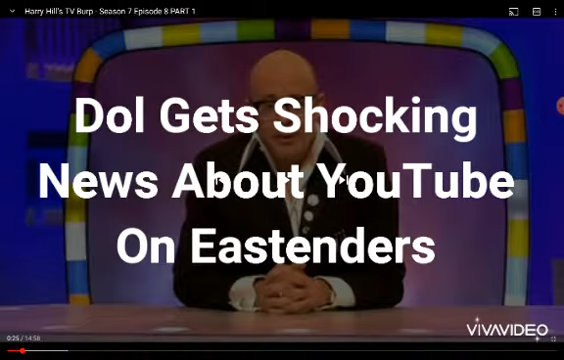 Harry Hill's TV Burp - Season 7 Episode 8 PART 1
Dol Gets Shocking
News About YouTube
On Eastenders
VIVAVIDEO
0:25 / 14:58